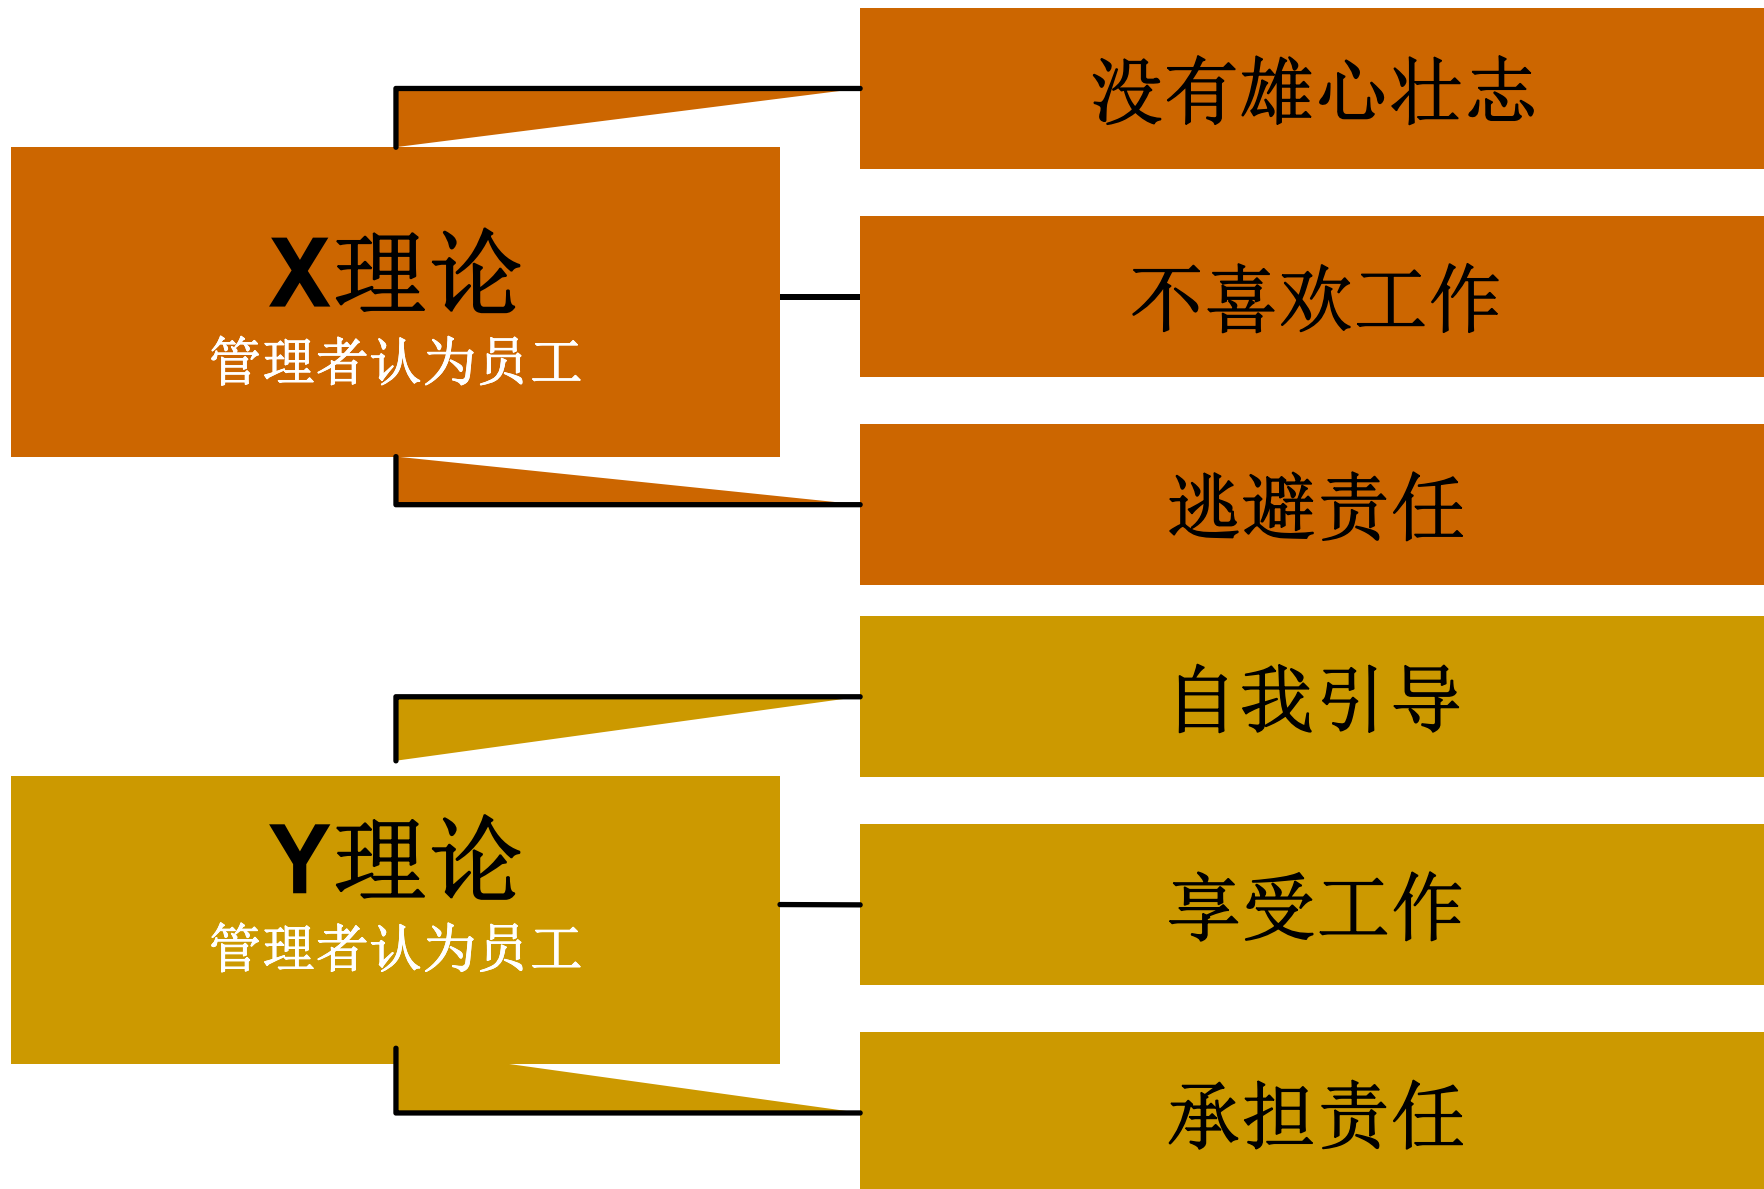 没有雄心壮志
X理论
管理者认为员工
不喜欢工作
逃避责任
自我引导
Y理论
管理者认为员工
享受工作
承担责任